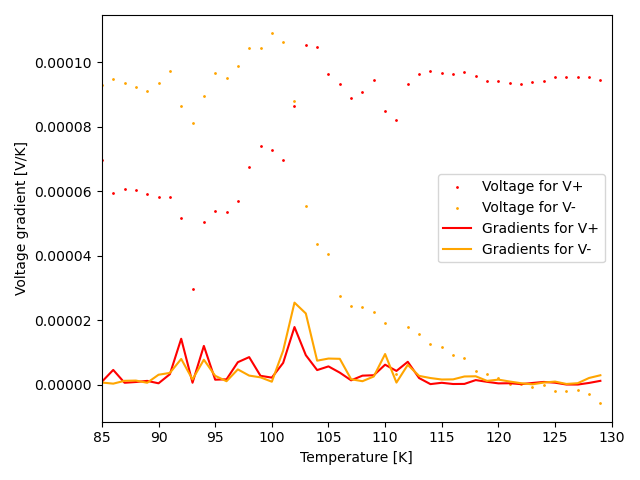 0.00010
0.00008
0.00006
0.00004
0.00002
0.00000
Voltage gradient [V/K]
Voltage for V+
Voltage for V-
Gradients for V+
Gradients for V-
85 90 95 100 105 110 115 120 125 130
Temperature [K]